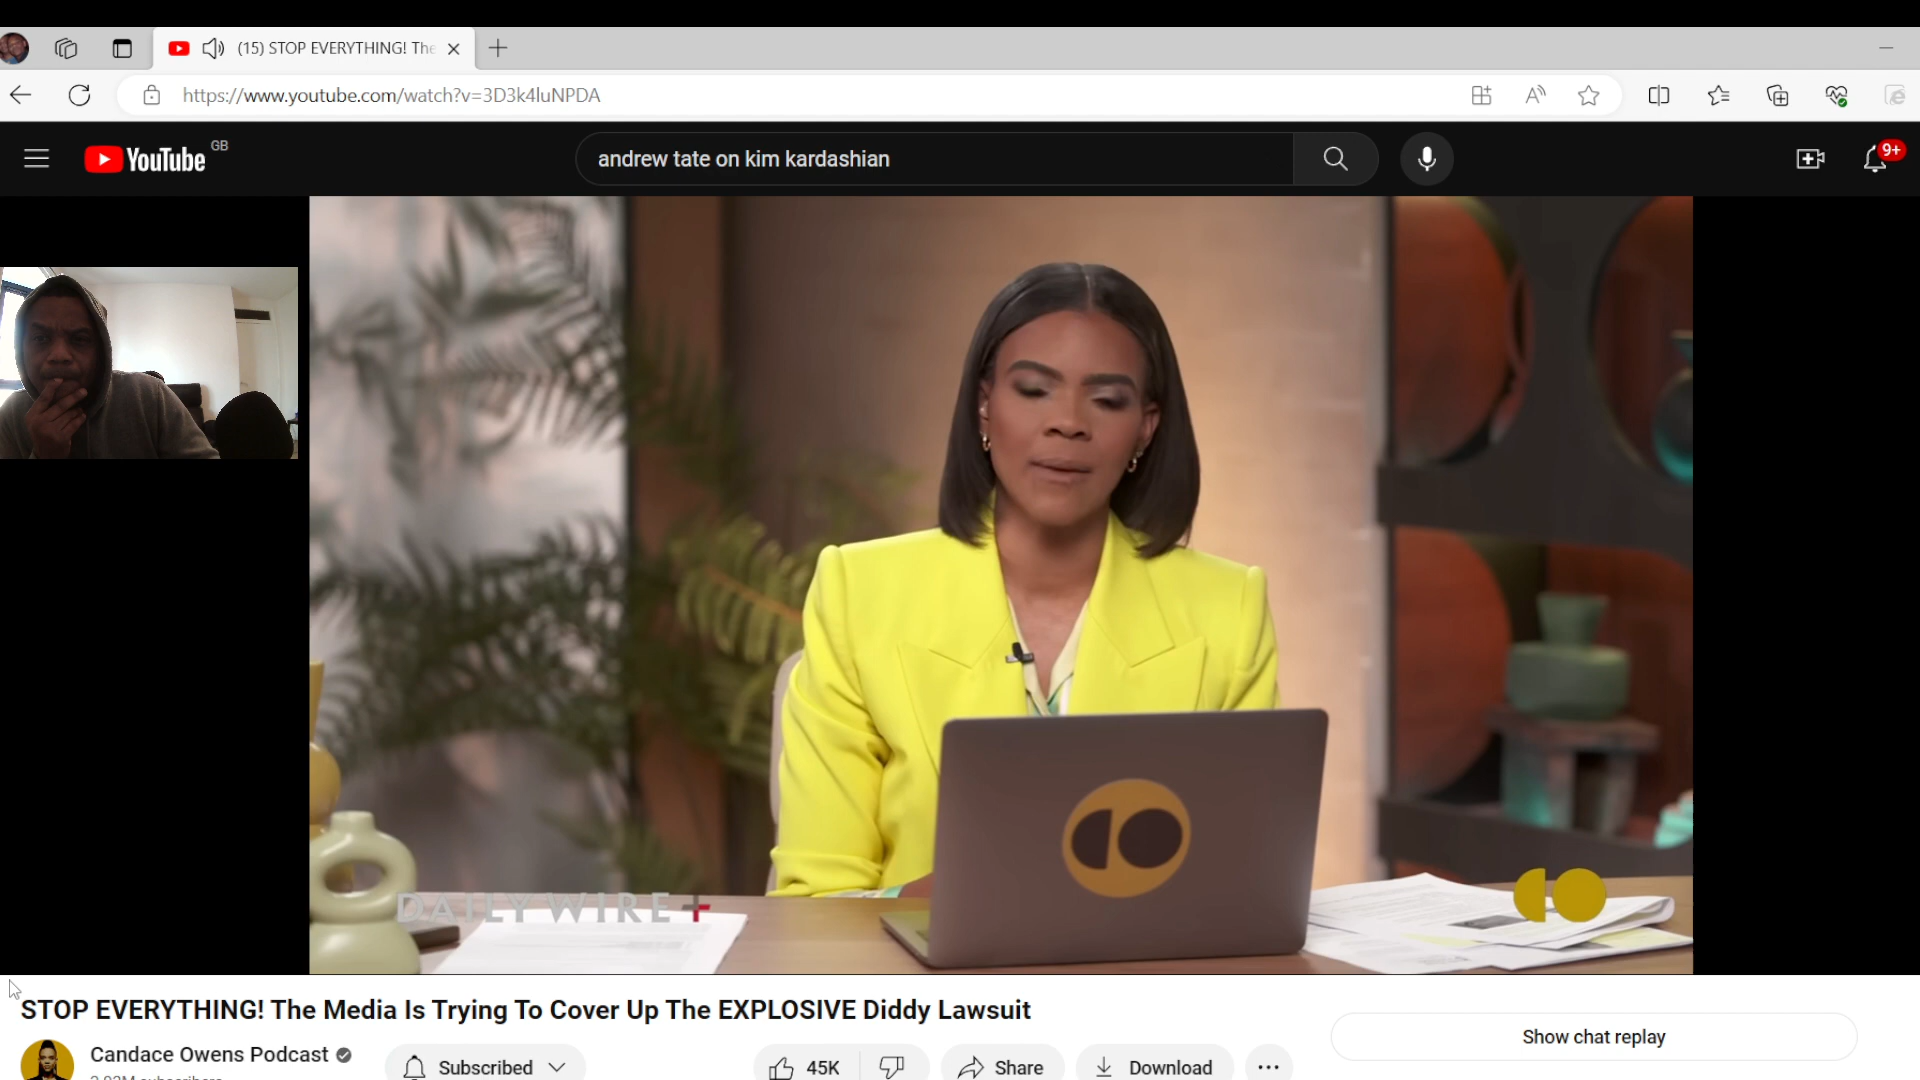 (15) STOP EVERYTHING! The
https://www.youtube.com/watch?v=3D3k4luNPDA
YouTube GB
andrew tate on kim kardashian
9+
DAILY WIRE +
STOP EVERYTHING! The Media Is Trying To Cover Up The EXPLOSIVE Diddy Lawsuit
Show chat replay
Candace Owens Podcast
Subscribed
45K
Share
Download